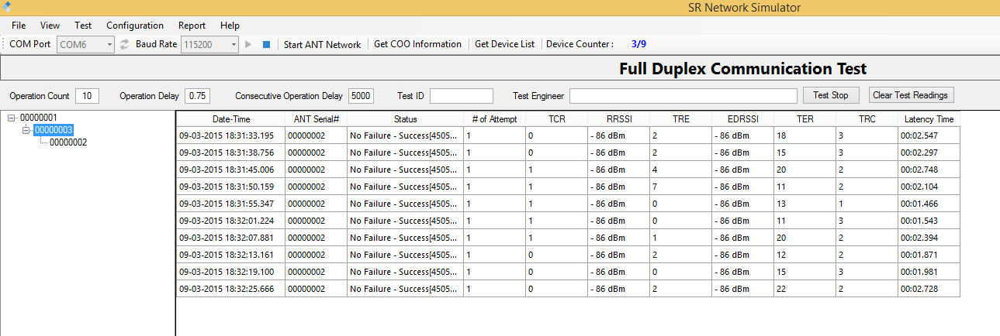 SR Network Simulator
File View Test Configuration Report Help
COM Port COM6 Baud Rate 115200 Start ANT Network Get COO Information Get Device List Device Counter : 3/9
Full Duplex Communication Test
Operation Count 10 Operation Delay 0.75 Consecutive Operation Delay 5000 Test ID Test Engineer Test Stop Clear Test Readings
00000001
00000003
00000002
Date-Time ANT Serial# Status # of Attempt TCR RRSSI TRE EDRSSI TER TRC Latency Time
09-03-2015 18:31:33.195 00000002 No Failure - Success[4505... 1 0 - 86 dBm 2 - 86 dBm 18 3 00:02.547
09-03-2015 18:31:38.756 00000002 No Failure - Success[4505... 1 0 - 86 dBm 2 - 86 dBm 15 3 00:02.297
09-03-2015 18:31:45.006 00000002 No Failure - Success[4505... 1 1 - 86 dBm 4 - 86 dBm 20 2 00:02.748
09-03-2015 18:31:50.159 00000002 No Failure - Success[4505... 1 1 - 86 dBm 7 - 86 dBm 11 2 00:02.104
09-03-2015 18:31:55.347 00000002 No Failure - Success[4505... 1 1 - 86 dBm 0 - 86 dBm 13 1 00:01.466
09-03-2015 18:32:01.224 00000002 No Failure - Success[4505... 1 1 - 86 dBm 0 - 86 dBm 11 3 00:01.543
09-03-2015 18:32:07.881 00000002 No Failure - Success[4505... 1 1 - 86 dBm 1 - 86 dBm 20 2 00:02.394
09-03-2015 18:32:13.161 00000002 No Failure - Success[4505... 1 0 - 86 dBm 2 - 86 dBm 12 2 00:01.871
09-03-2015 18:32:19.100 00000002 No Failure - Success[4505... 1 0 - 86 dBm 0 - 86 dBm 15 3 00:01.981
09-03-2015 18:32:25.666 00000002 No Failure - Success[4505... 1 0 - 86 dBm 2 - 86 dBm 22 2 00:02.728